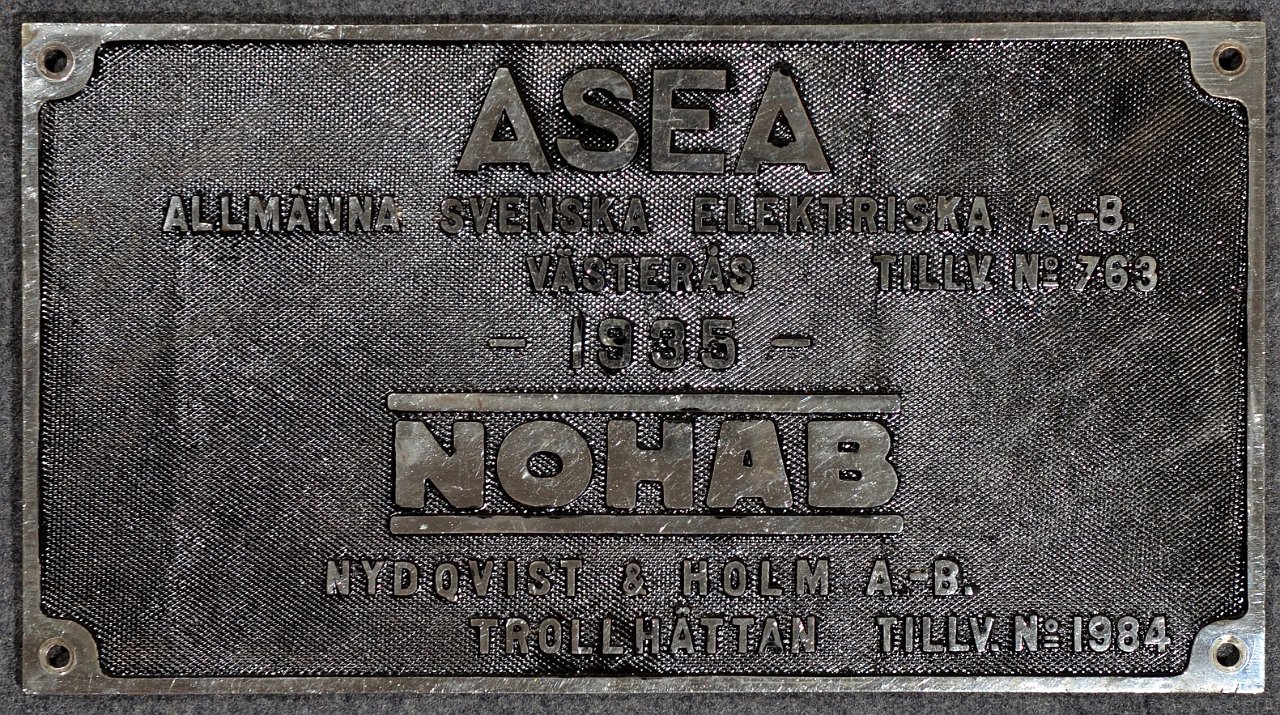 ASEA
ALLMÄNNA SVENSKA ELEKTRISKA A.-B.
VÄSTERÅS TILLV. No 763
- 1935 -
NOHAB
NYDQVIST & HOLM A.-B.
TROLLHÄTTAN TILLV. No 1984